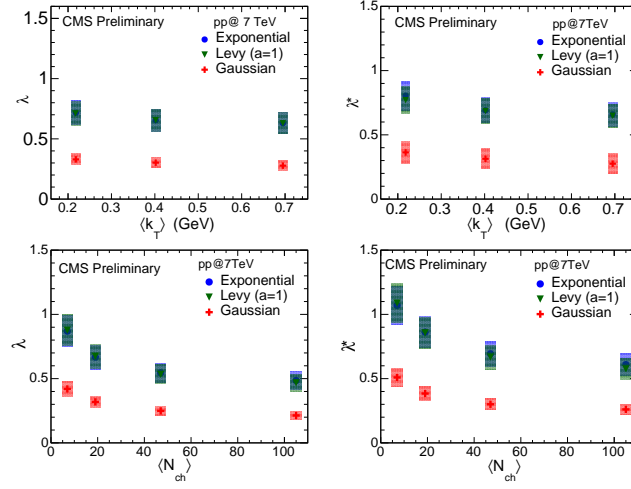 CMS Preliminary
pp@ 7 TeV
Exponential
Levy (a=1)
Gaussian
1.5
1
0.5
0
λ
0.2 0.3 0.4 0.5 0.6 0.7
⟨k_T⟩ (GeV)
CMS Preliminary
pp@7TeV
Exponential
Levy (a=1)
Gaussian
1.5
1
0.5
0
λ*
0.2 0.3 0.4 0.5 0.6 0.7
⟨k_T⟩ (GeV)
CMS Preliminary
pp@7TeV
Exponential
Levy (a=1)
Gaussian
1.5
1
0.5
0
λ
0 20 40 60 80 100
⟨N_ch⟩
CMS Preliminary
pp@7TeV
Exponential
Levy (a=1)
Gaussian
1.5
1
0.5
0
λ*
0 20 40 60 80 100
⟨N_ch⟩